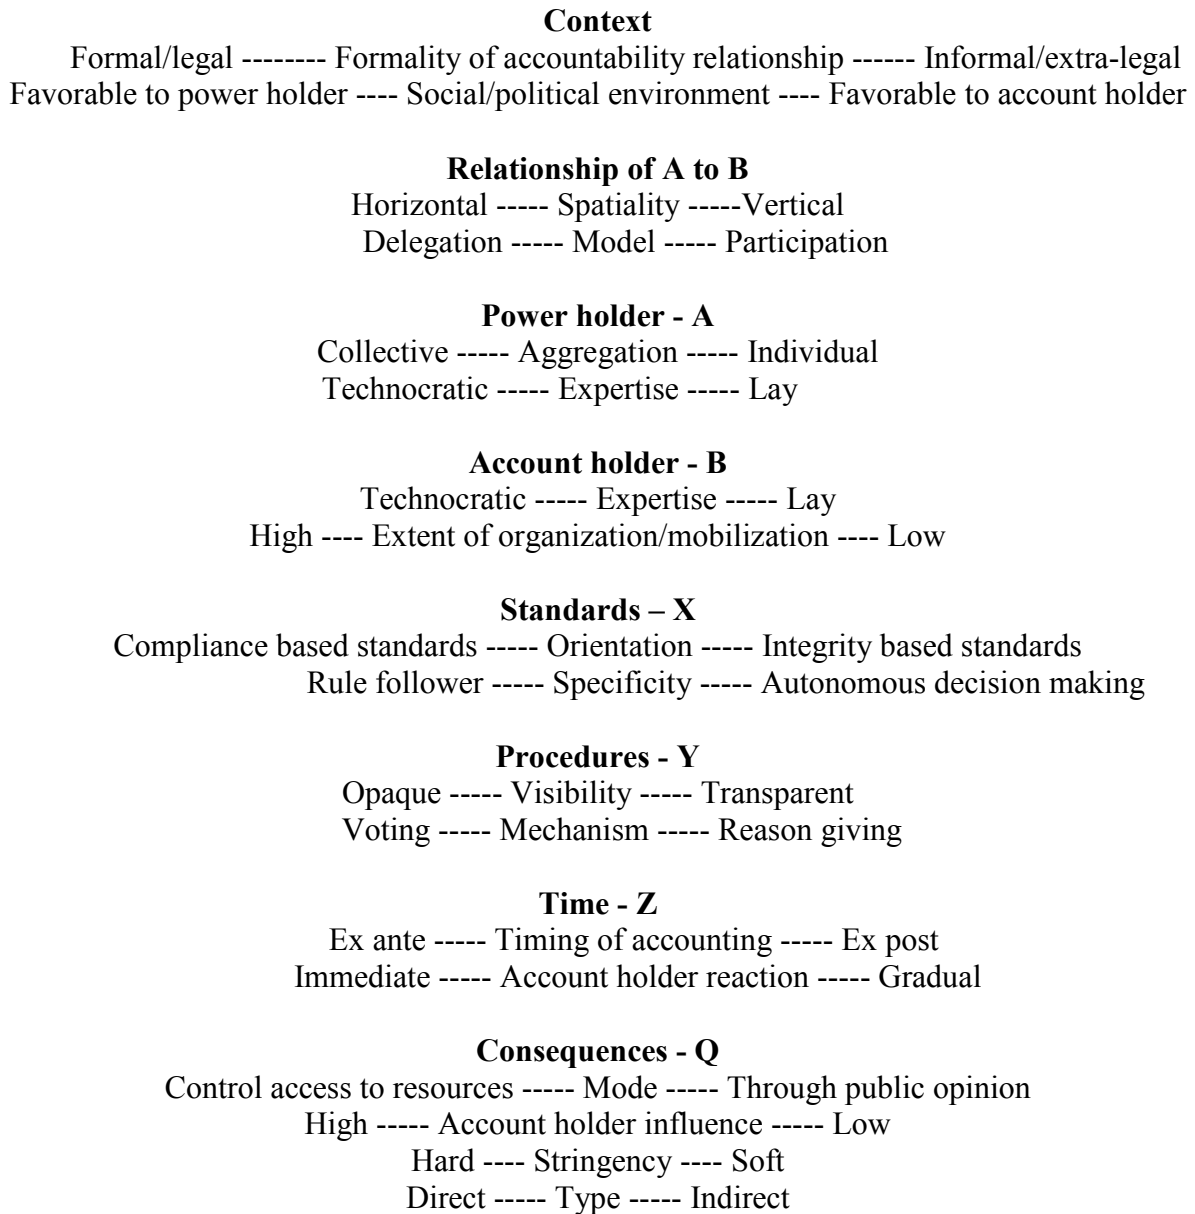 Context
Formal/legal -------- Formality of accountability relationship ------ Informal/extra-legal
Favorable to power holder ---- Social/political environment ---- Favorable to account holder
Relationship of A to B
Horizontal ----- Spatiality -----Vertical
Delegation ----- Model ----- Participation
Power holder - A
Collective ----- Aggregation ----- Individual
Technocratic ----- Expertise ----- Lay
Account holder - B
Technocratic ----- Expertise ----- Lay
High ---- Extent of organization/mobilization ---- Low
Standards – X
Compliance based standards ----- Orientation ----- Integrity based standards
Rule follower ----- Specificity ----- Autonomous decision making
Procedures - Y
Opaque ----- Visibility ----- Transparent
Voting ----- Mechanism ----- Reason giving
Time - Z
Ex ante ----- Timing of accounting ----- Ex post
Immediate ----- Account holder reaction ----- Gradual
Consequences - Q
Control access to resources ----- Mode ----- Through public opinion
High ----- Account holder influence ----- Low
Hard ---- Stringency ---- Soft
Direct ----- Type ----- Indirect